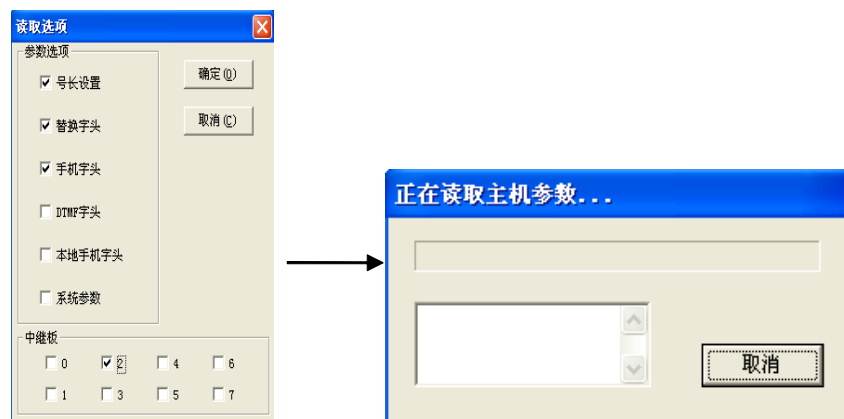 读取选项
参数选项
号长设置
确定(O)
替换字头
取消(C)
手机字头
DTMF字头
本地手机字头
系统参数
中继板
0 2 4 6
1 3 5 7
正在读取主机参数...
取消